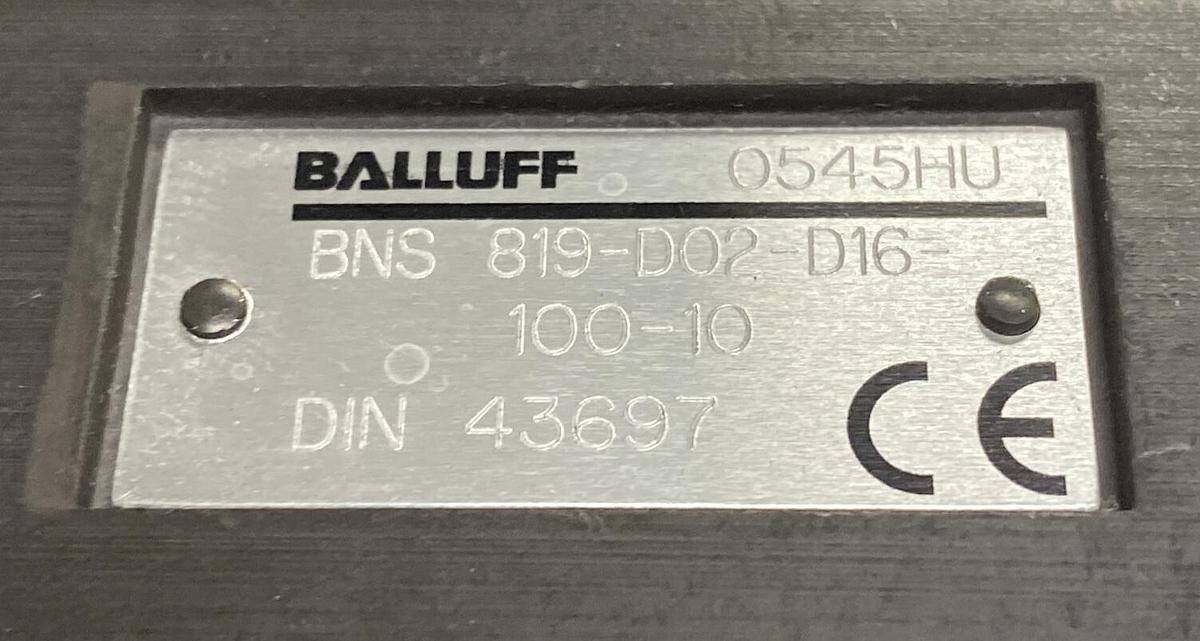 BALLUFF 0545HU
BNS 819-D02-D16-
100-10
DIN 43697
CE